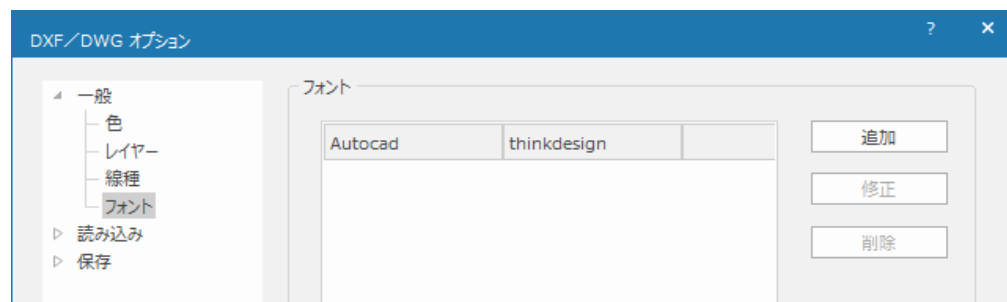 DXF／DWG オプション
?
×
一般
色
レイヤー
線種
フォント
読み込み
保存
フォント
Autocad thinkdesign
追加
修正
削除